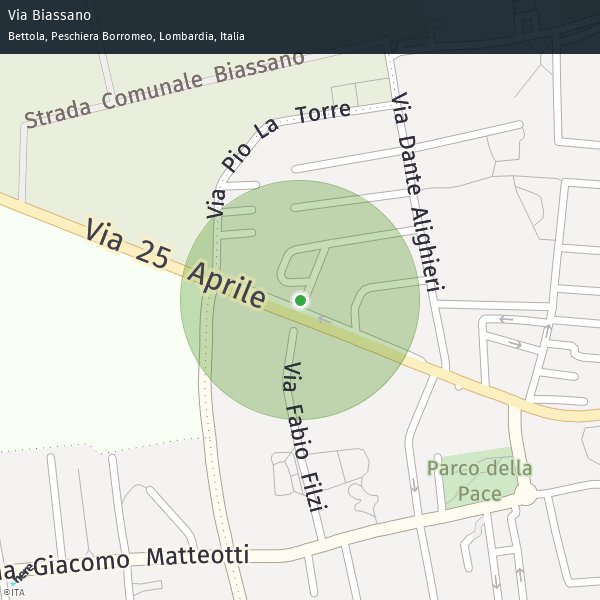 Via Biassano
Bettola, Peschiera Borromeo, Lombardia, Italia
Strada Comunale Biassano
Via Pio La Torre
Via Dante Alighieri
Via 25 Aprile
Via Fabio Filzi
Parco della
Pace
Giacomo Matteotti
here
©ITA